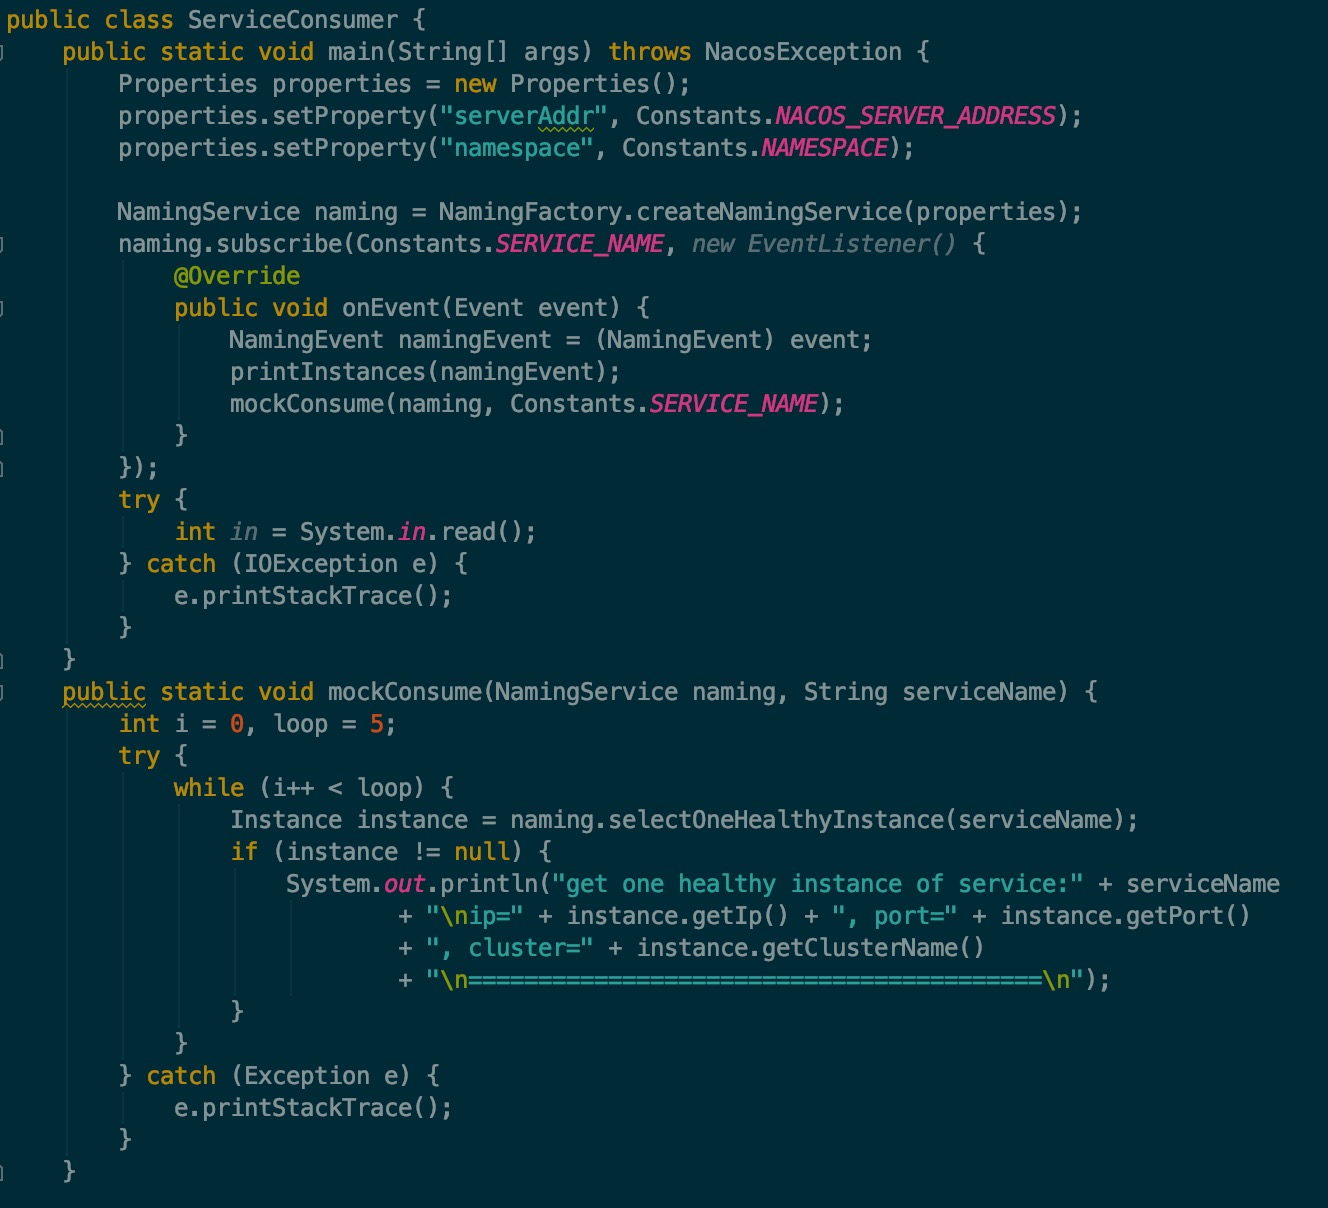 public class ServiceConsumer {
    public static void main(String[] args) throws NacosException {
        Properties properties = new Properties();
        properties.setProperty("serverAddr", Constants.NACOS_SERVER_ADDRESS);
        properties.setProperty("namespace", Constants.NAMESPACE);

        NamingService naming = NamingFactory.createNamingService(properties);
        naming.subscribe(Constants.SERVICE_NAME, new EventListener() {
            @Override
            public void onEvent(Event event) {
                NamingEvent namingEvent = (NamingEvent) event;
                printInstances(namingEvent);
                mockConsume(naming, Constants.SERVICE_NAME);
            }
        });
        try {
            int in = System.in.read();
        } catch (IOException e) {
            e.printStackTrace();
        }
    }
    public static void mockConsume(NamingService naming, String serviceName) {
        int i = 0, loop = 5;
        try {
            while (i++ < loop) {
                Instance instance = naming.selectOneHealthyInstance(serviceName);
                if (instance != null) {
                    System.out.println("get one healthy instance of service:" + serviceName
                            + "\nip=" + instance.getIp() + ", port=" + instance.getPort()
                            + ", cluster=" + instance.getClusterName()
                            + "\n=========================================\n");
                }
            }
        } catch (Exception e) {
            e.printStackTrace();
        }
    }